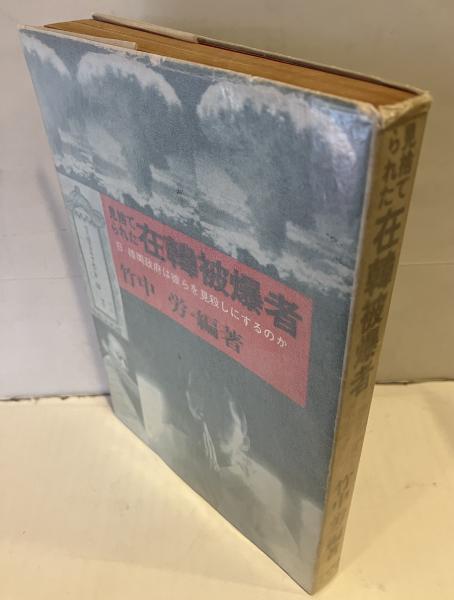 見捨てられた
在韓被爆者
日・韓両政府は彼らを見殺しにするのか
竹中 労・編著
見捨てられた
在韓被爆者
竹中 労・編著